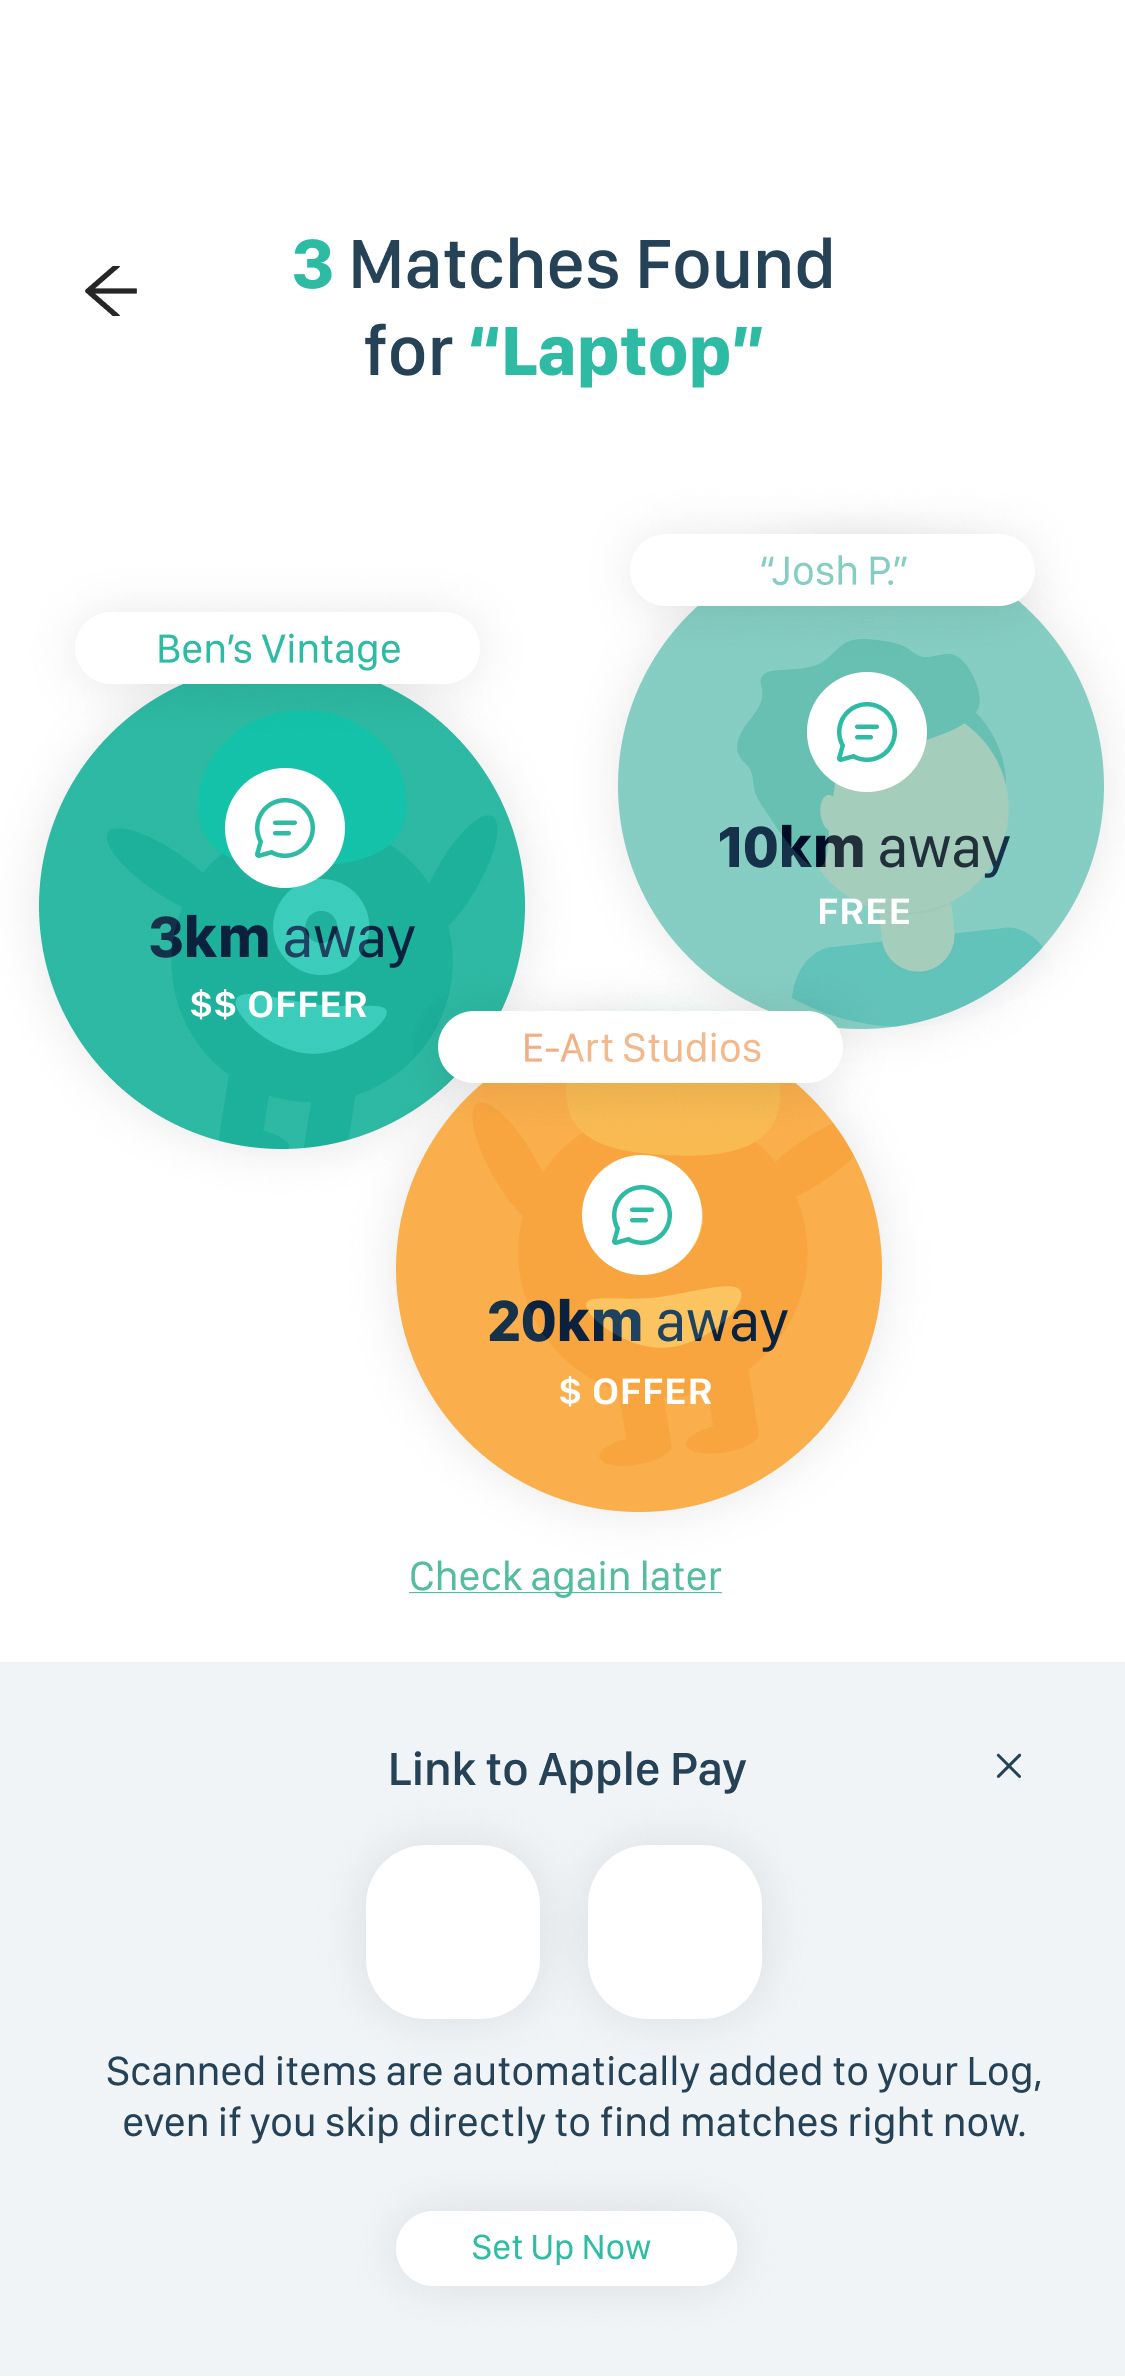 3 Matches Found
for “Laptop”
“Josh P.”
10km away
FREE
Ben’s Vintage
3km away
$$ OFFER
E-Art Studios
20km away
$ OFFER
Check again later
Link to Apple Pay
Scanned items are automatically added to your Log,
even if you skip directly to find matches right now.
Set Up Now